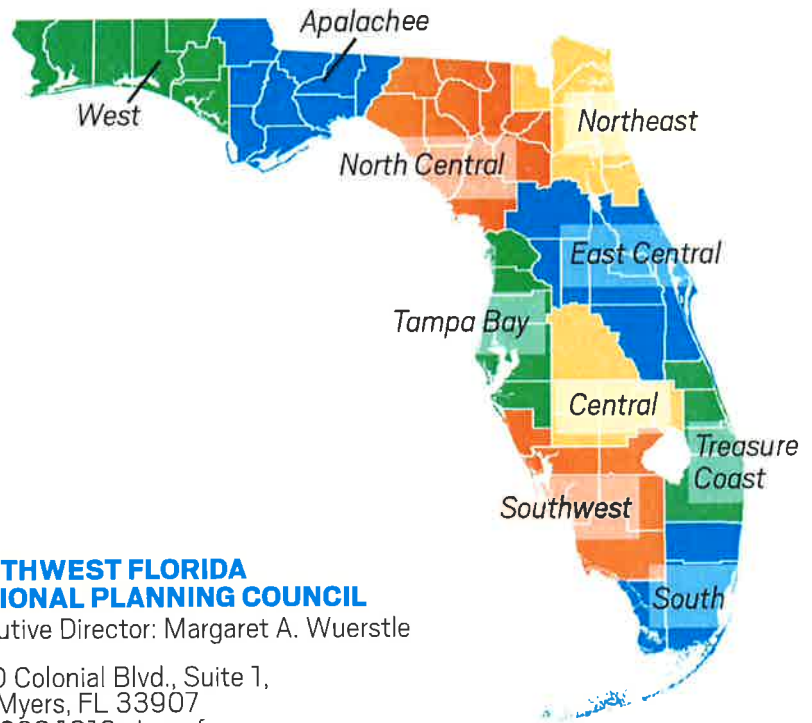 Apalachee
West
Northeast
North Central
East Central
Tampa Bay
Central
Treasure
Coast
Southwest
South
THWEST FLORIDA
IONAL PLANNING COUNCIL
utive Director: Margaret A. Wuerstle
0 Colonial Blvd., Suite 1,
Myers, FL 33907